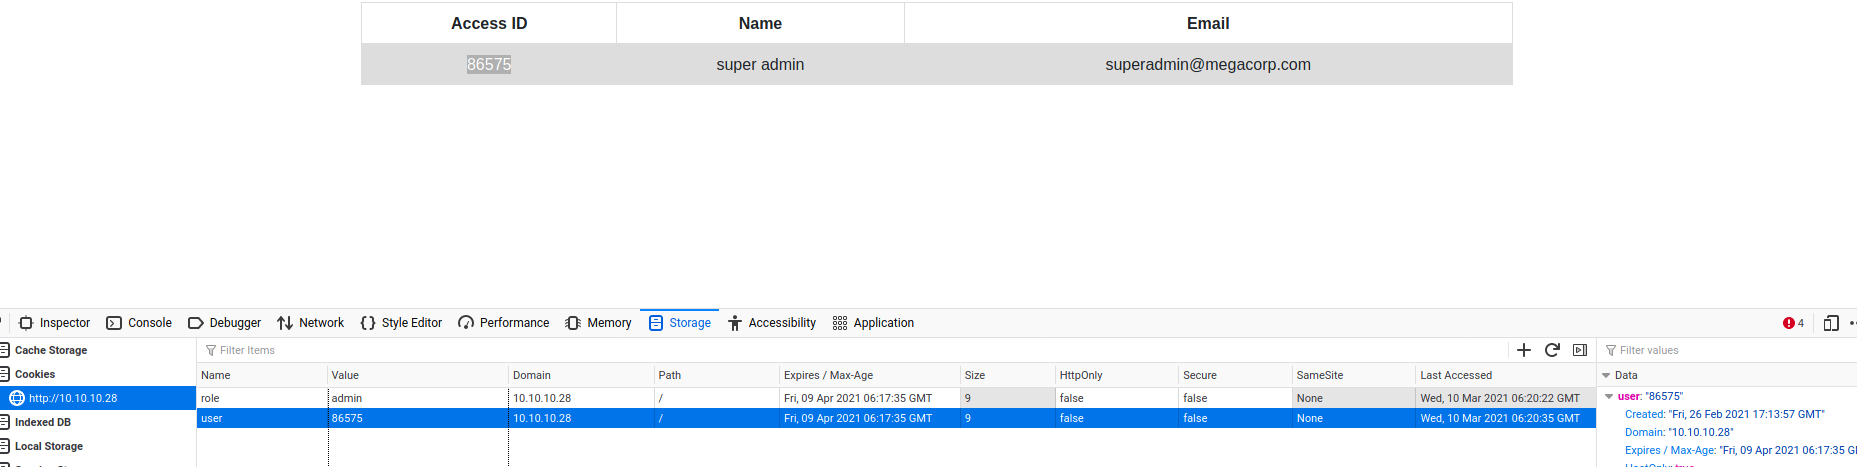 Access ID Name Email
86575 super admin superadmin@megacorp.com
Inspector Console Debugger Network Style Editor Performance Memory Storage Accessibility Application 4
Cache Storage Filter Items Filter values
Cookies Name Value Domain Path Expires / Max-Age Size HttpOnly Secure SameSite Last Accessed Data
http://10.10.10.28 role admin 10.10.10.28 / Fri, 09 Apr 2021 06:17:35 GMT 9 false false None Wed, 10 Mar 2021 06:20:22 GMT user: "86575"
Indexed DB user 86575 10.10.10.28 / Fri, 09 Apr 2021 06:17:35 GMT 9 false false None Wed, 10 Mar 2021 06:20:35 GMT Created: "Fri, 26 Feb 2021 17:13:57 GMT"
Domain: "10.10.10.28"
Local Storage Expires / Max-Age: "Fri, 09 Apr 2021 06:17:35 G